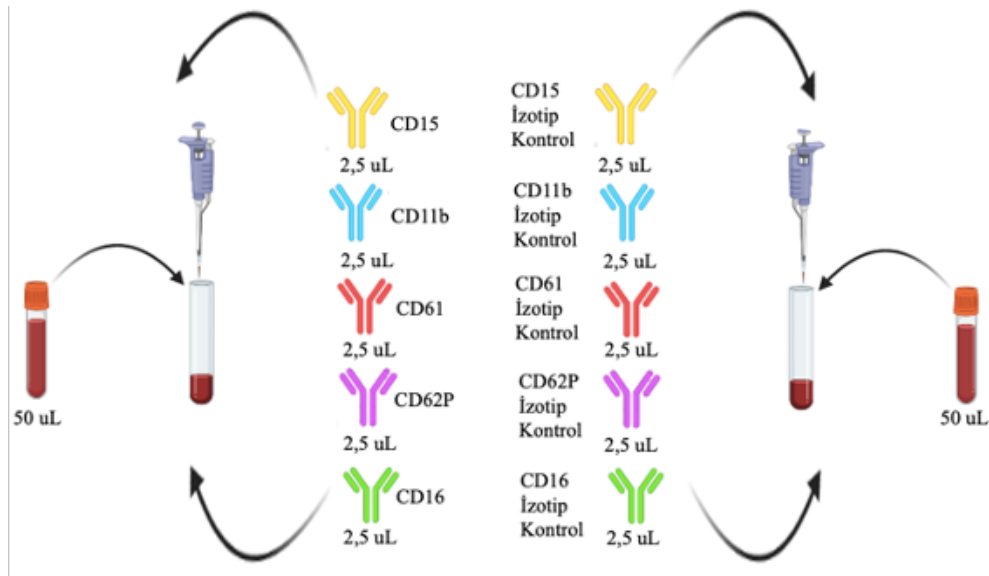 CD15
2,5 uL
CD11b
2,5 uL
CD61
2,5 uL
CD62P
2,5 uL
CD16
2,5 uL
50 uL
CD15
İzotip
Kontrol
2,5 uL
CD11b
İzotip
Kontrol
2,5 uL
CD61
İzotip
Kontrol
2,5 uL
CD62P
İzotip
Kontrol
2,5 uL
CD16
İzotip
Kontrol
2,5 uL
50 uL